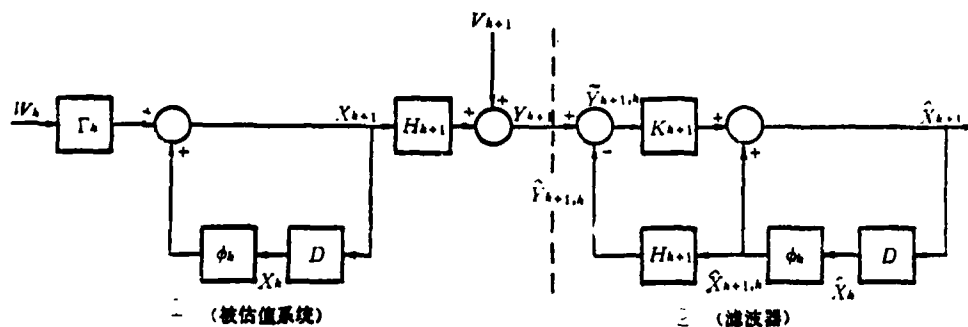 V_{k+1}
W_k
Γ_k
+
+
X_{k+1}
H_{k+1}
+
+
Y_{k+1}
+
-
Ỹ_{k+1,k}
K_{k+1}
+
+
X̂_{k+1}
Ŷ_{k+1,k}
ϕ_k
X_k
D
H_{k+1}
X̂_{k+1,k}
ϕ_k
X̂_k
D
(被估值系统)
(滤波器)